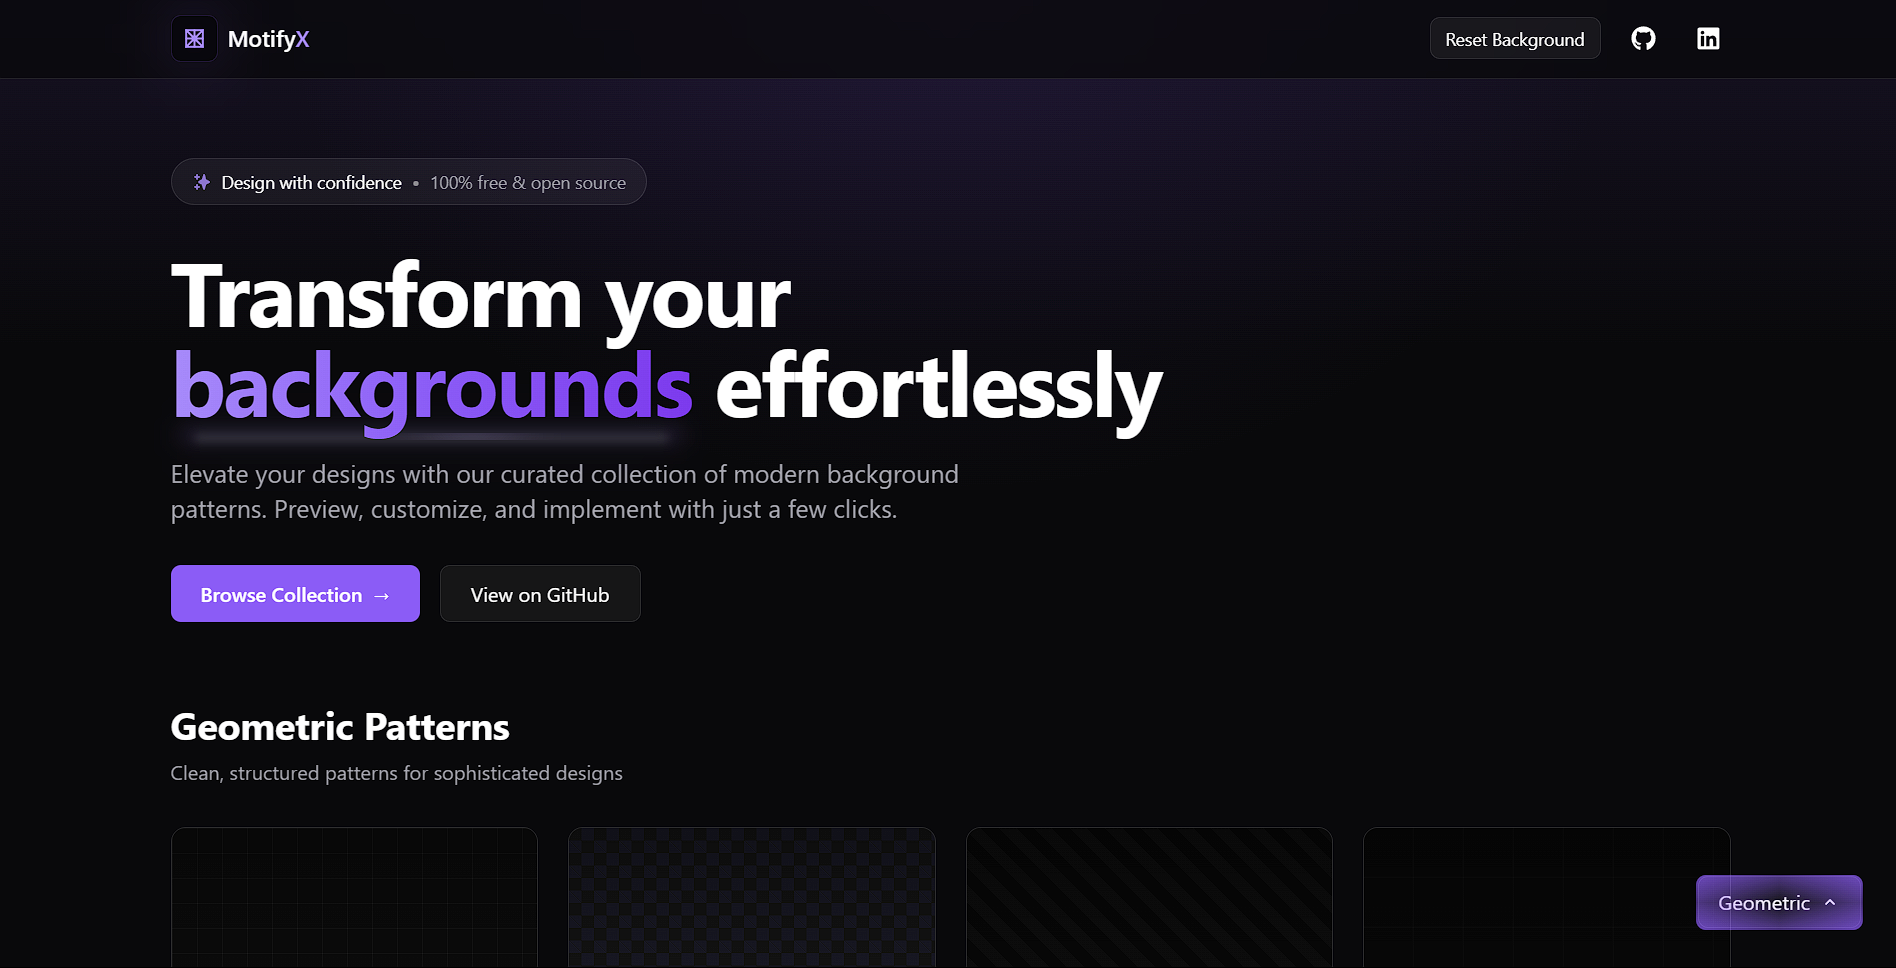 MotifyX
Reset Background
Design with confidence • 100% free & open source
Transform your
backgrounds effortlessly
Elevate your designs with our curated collection of modern background
patterns. Preview, customize, and implement with just a few clicks.
Browse Collection →
View on GitHub
Geometric Patterns
Clean, structured patterns for sophisticated designs
Geometric